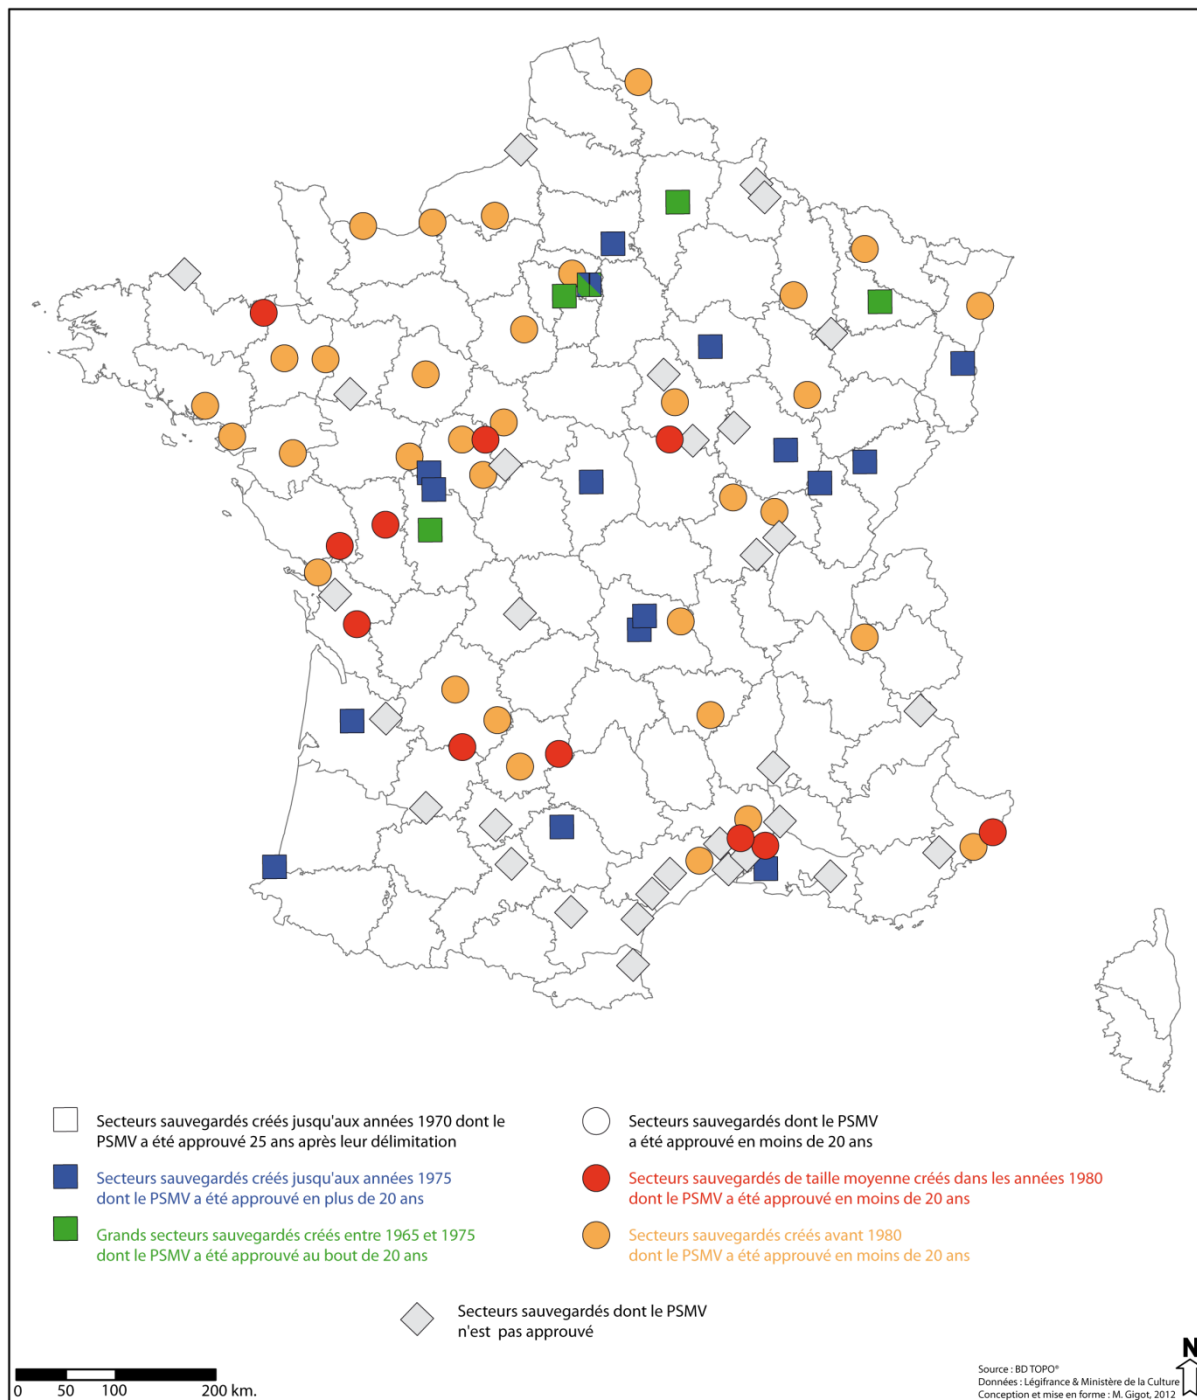 Secteurs sauvegardés créés jusqu'aux années 1970 dont le
PSMV a été approuvé 25 ans après leur délimitation
Secteurs sauvegardés créés jusqu'aux années 1975
dont le PSMV a été approuvé en plus de 20 ans
Grands secteurs sauvegardés créés entre 1965 et 1975
dont le PSMV a été approuvé au bout de 20 ans
Secteurs sauvegardés dont le PSMV
a été approuvé en moins de 20 ans
Secteurs sauvegardés de taille moyenne créés dans les années 1980
dont le PSMV a été approuvé en moins de 20 ans
Secteurs sauvegardés créés avant 1980
dont le PSMV a été approuvé en moins de 20 ans
Secteurs sauvegardés dont le PSMV
n'est pas approuvé
0 50 100 200 km.
N
Source : BD TOPO®
Données : Légifrance & Ministère de la Culture
Conception et mise en forme : M. Gigot, 2012